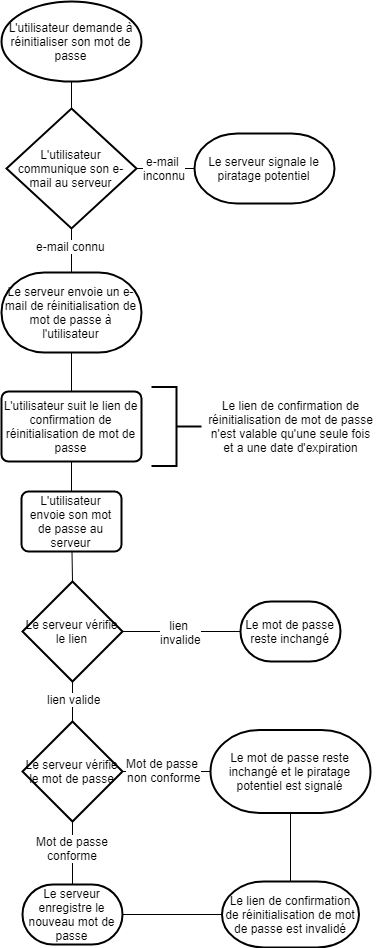 L'utilisateur demande à
réinitialiser son mot de
passe
L'utilisateur
communique son e-
mail au serveur
e-mail
inconnu
Le serveur signale le
piratage potentiel
e-mail connu
Le serveur envoie un e-
mail de réinitialisation de
mot de passe à
l'utilisateur
L'utilisateur suit le lien de
confirmation de
réinitialisation de mot de
passe
Le lien de confirmation de
réinitialisation de mot de passe
n'est valable qu'une seule fois
et a une date d'expiration
L'utilisateur
envoie son mot
de passe au
serveur
Le serveur vérifie
le lien
lien
invalide
Le mot de passe
reste inchangé
lien valide
Le serveur vérifie
le mot de passe
Mot de passe
non conforme
Le mot de passe reste
inchangé et le piratage
potentiel est signalé
Mot de passe
conforme
Le serveur
enregistre le
nouveau mot de
passe
Le lien de confirmation
de réinitialisation de mot
de passe est invalidé